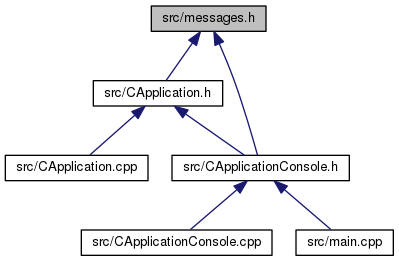 src/messages.h
src/CApplication.h
src/CApplication.cpp
src/CApplicationConsole.h
src/CApplicationConsole.cpp
src/main.cpp